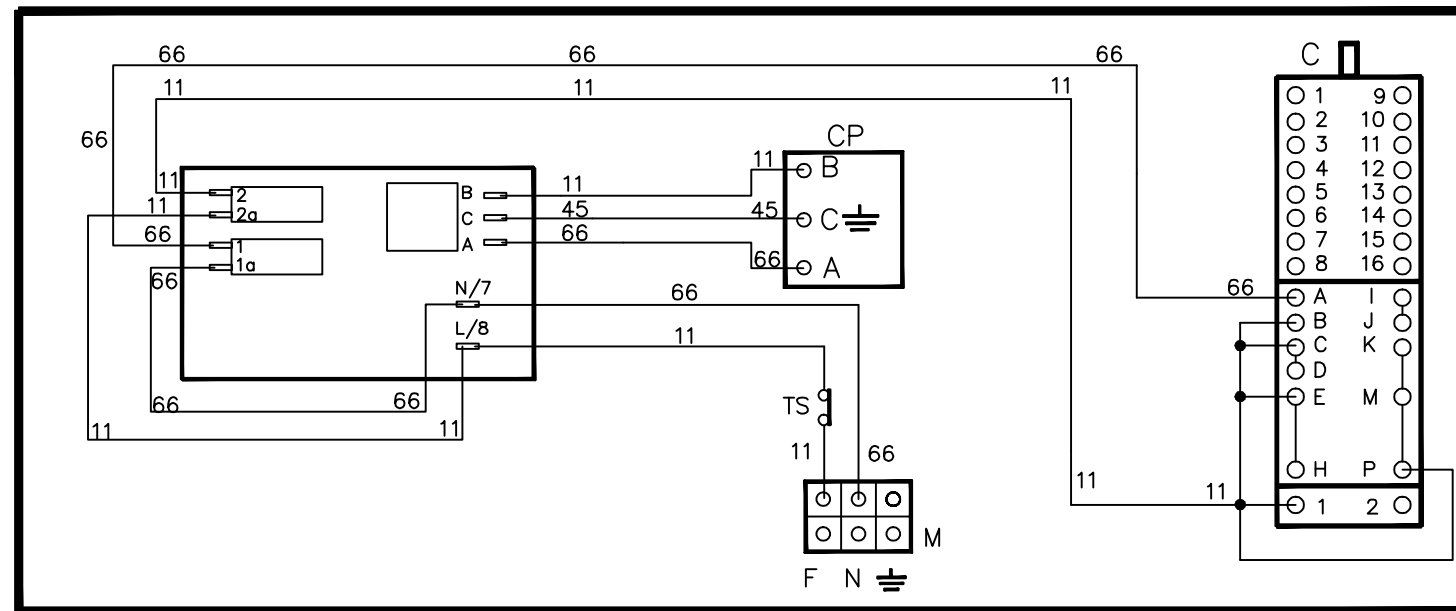 66 66 66 C
11 11 11
1 9
2 10
66 CP 3 11
11 B 4 12
11 11 5 13
2 B 6 14
11 2a C 45 45 C 7 15
66 1 A 66 8 16
1a 66 A
66 N/7 66 66 A I
B J
L/8 11 C K
D
66 66 TS E M
11 11
11 66 H P
11 11 1 2
M
F N